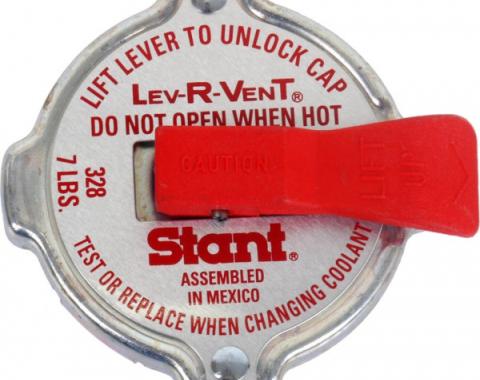 LIFT LEVER TO UNLOCK CAP
LEV-R-VENT®
DO NOT OPEN WHEN HOT
CAUTION
LIFT
UP
328
7 LBS.
Stant®
ASSEMBLED
IN MEXICO
TEST OR REPLACE WHEN CHANGING COOLANT